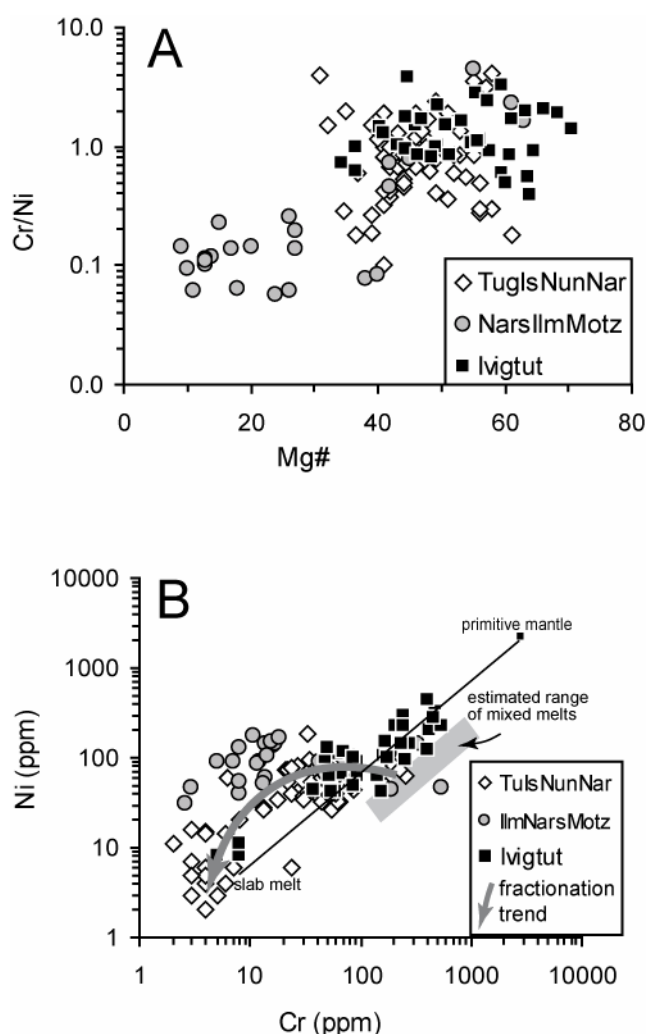 A
10.0
1.0
0.1
0.0
Cr/Ni
0
20
40
60
80
Mg#
TugIsNunNar
NarsIlmMotz
Ivigtut
B
10000
1000
100
10
1
Ni (ppm)
primitive mantle
estimated range
of mixed melts
slab melt
TuIsNunNar
IlmNarsMotz
Ivigtut
fractionation
trend
1
10
100
1000
10000
Cr (ppm)